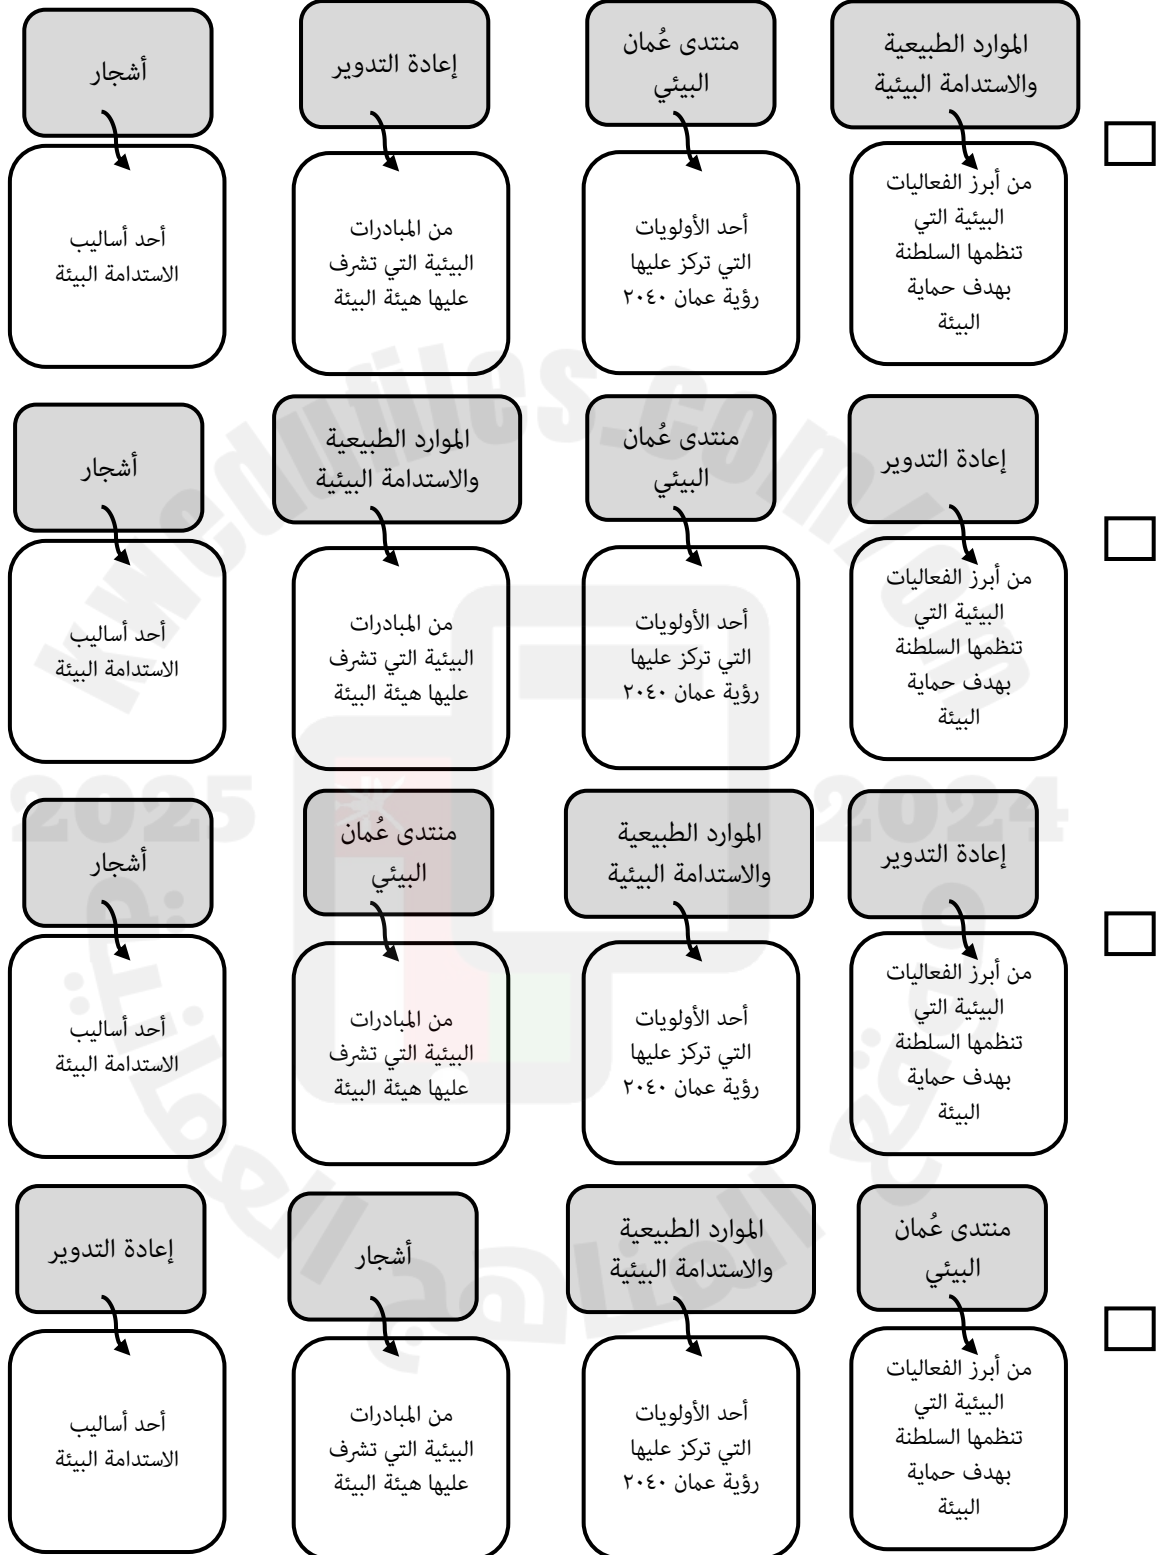 الموارد الطبيعية
والاستدامة البيئية
منتدى عُمان
البيئي
إعادة التدوير
أشجار
من أبرز الفعاليات
البيئية التي
تنظمها السلطنة
بهدف حماية
البيئة
أحد الأولويات
التي تركز عليها
رؤية عمان ٢٠٤٠
من المبادرات
البيئية التي تشرف
عليها هيئة البيئة
أحد أساليب
الاستدامة البيئة
إعادة التدوير
منتدى عُمان
البيئي
الموارد الطبيعية
والاستدامة البيئية
أشجار
من أبرز الفعاليات
البيئية التي
تنظمها السلطنة
بهدف حماية
البيئة
أحد الأولويات
التي تركز عليها
رؤية عمان ٢٠٤٠
من المبادرات
البيئية التي تشرف
عليها هيئة البيئة
أحد أساليب
الاستدامة البيئة
إعادة التدوير
الموارد الطبيعية
والاستدامة البيئية
منتدى عُمان
البيئي
أشجار
من أبرز الفعاليات
البيئية التي
تنظمها السلطنة
بهدف حماية
البيئة
أحد الأولويات
التي تركز عليها
رؤية عمان ٢٠٤٠
من المبادرات
البيئية التي تشرف
عليها هيئة البيئة
أحد أساليب
الاستدامة البيئة
منتدى عُمان
البيئي
الموارد الطبيعية
والاستدامة البيئية
أشجار
إعادة التدوير
من أبرز الفعاليات
البيئية التي
تنظمها السلطنة
بهدف حماية
البيئة
أحد الأولويات
التي تركز عليها
رؤية عمان ٢٠٤٠
من المبادرات
البيئية التي تشرف
عليها هيئة البيئة
أحد أساليب
الاستدامة البيئة
kwedufiles.com/om
2024
2025
موقع المناهج العمانية